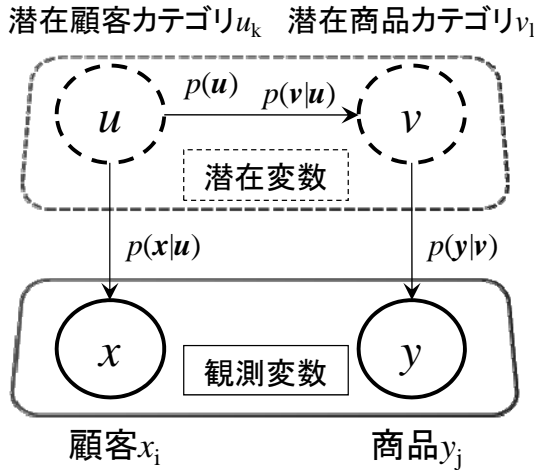 潜在顧客カテゴリuk 潜在商品カテゴリvl
p(u) p(v|u)
u v
潜在変数
p(x|u) p(y|v)
x y
観測変数
顧客xi 商品yj